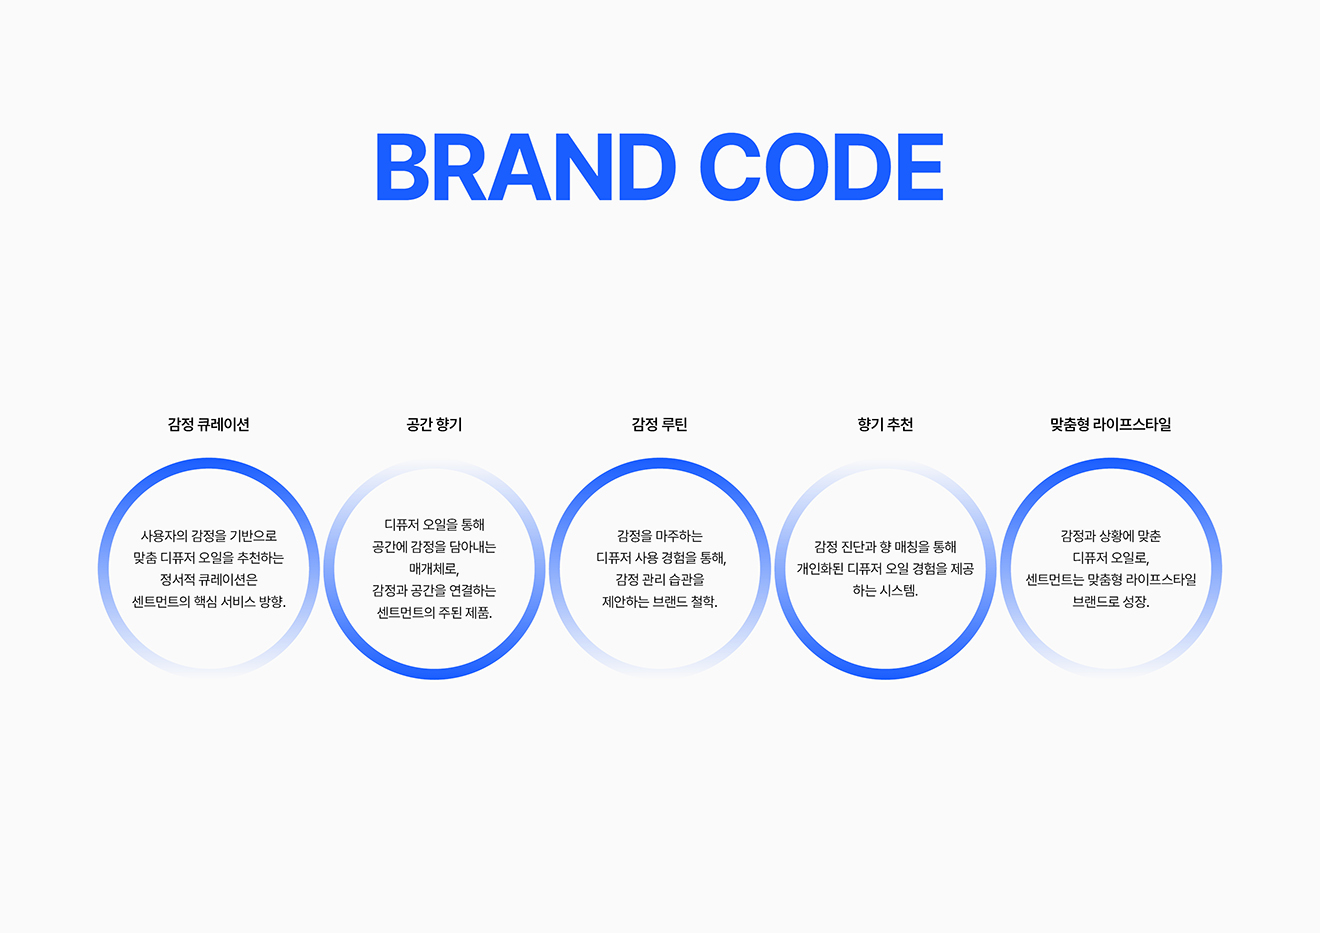 BRAND CODE
감정 큐레이션
사용자의 감정을 기반으로
맞춤 디퓨저 오일을 추천하는
정서적 큐레이션은
센트먼트의 핵심 서비스 방향.
공간 향기
디퓨저 오일을 통해
공간에 감정을 담아내는
매개체로,
감정과 공간을 연결하는
센트먼트의 주된 제품.
감정 루틴
감정을 마주하는
디퓨저 사용 경험을 통해,
감정 관리 습관을
제안하는 브랜드 철학.
향기 추천
감정 진단과 향 매칭을 통해
개인화된 디퓨저 오일 경험을 제공
하는 시스템.
맞춤형 라이프스타일
감정과 상황에 맞춘
디퓨저 오일로,
센트먼트는 맞춤형 라이프스타일
브랜드로 성장.